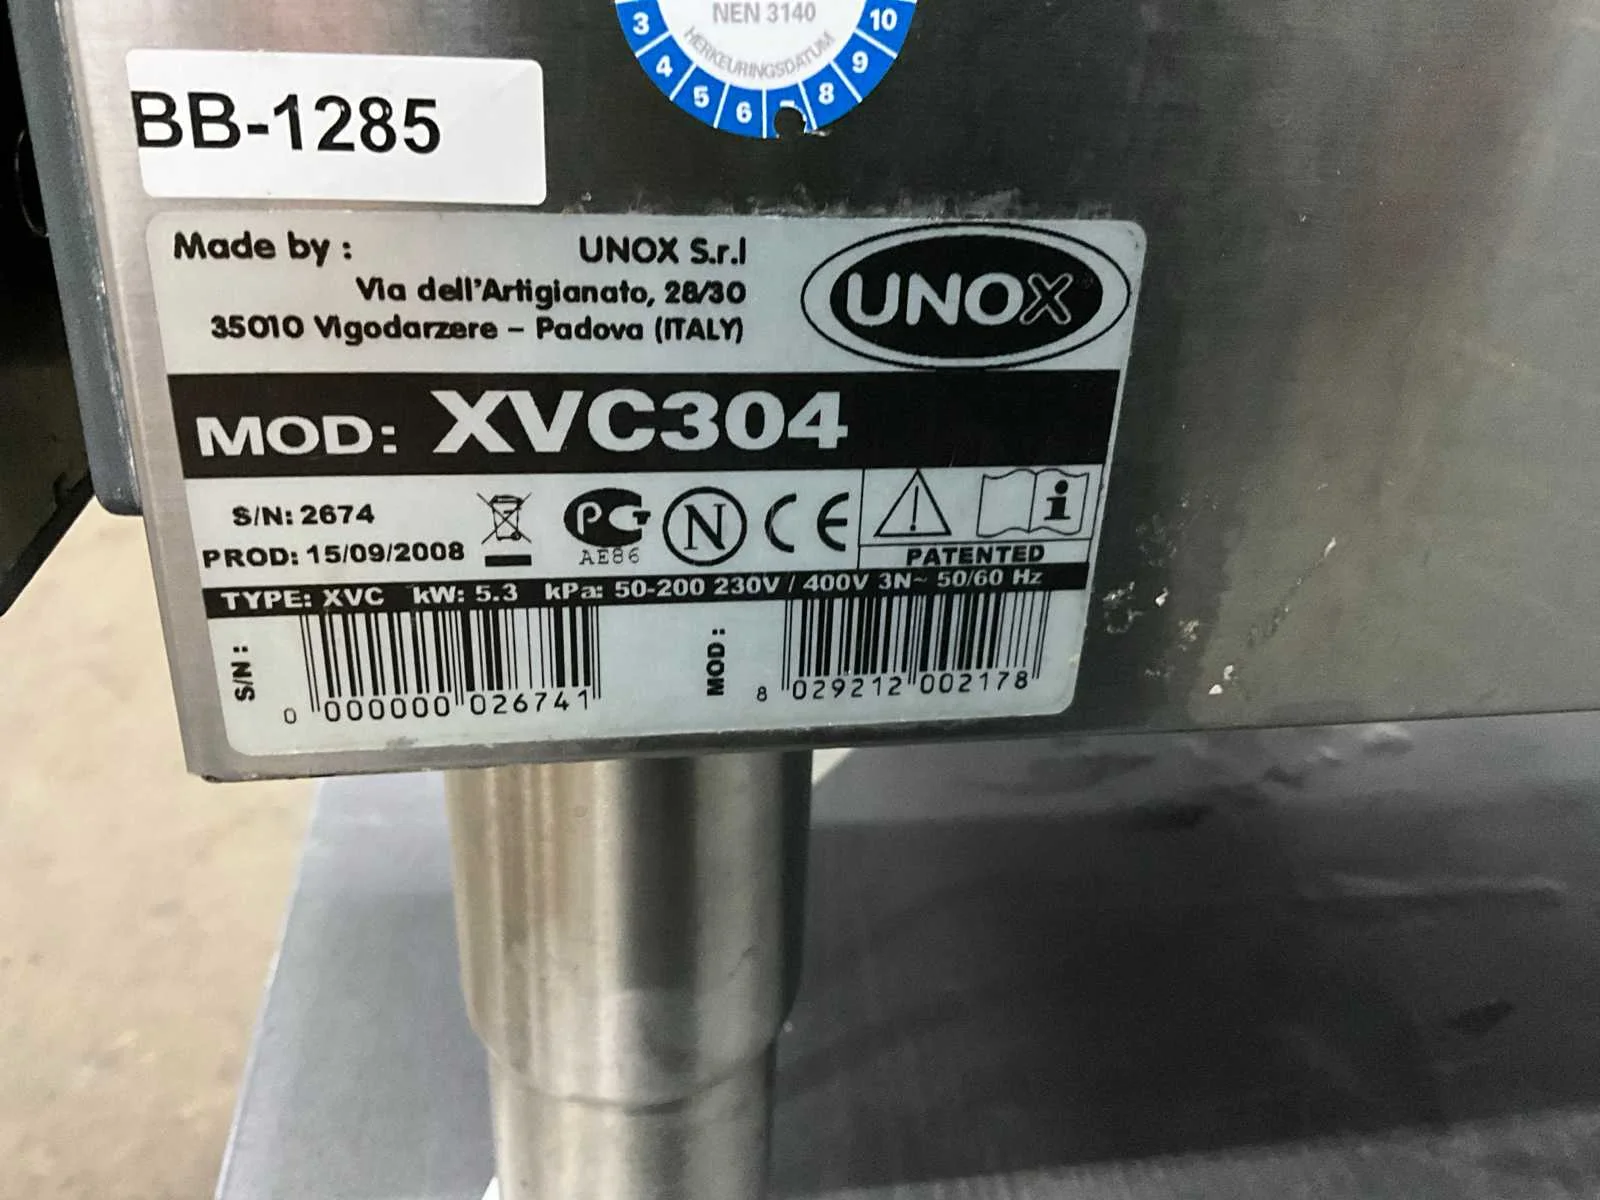 NEN 3140
HERKEURINGSDATUM
3 4 5 6 7 8 9 10
BB-1285
Made by : UNOX S.r.l
Via dell'Artigianato, 28/30
35010 Vigodarzere – Padova (ITALY)
UNOX
MOD: XVC304
S/N: 2674
PROD: 15/09/2008
PG
AE86
N
CE
i
PATENTED
TYPE: XVC kW: 5.3 kPa: 50-200 230V / 400V 3N~ 50/60 Hz
S/N :
0 000000 026741
MOD :
8 029212 002178